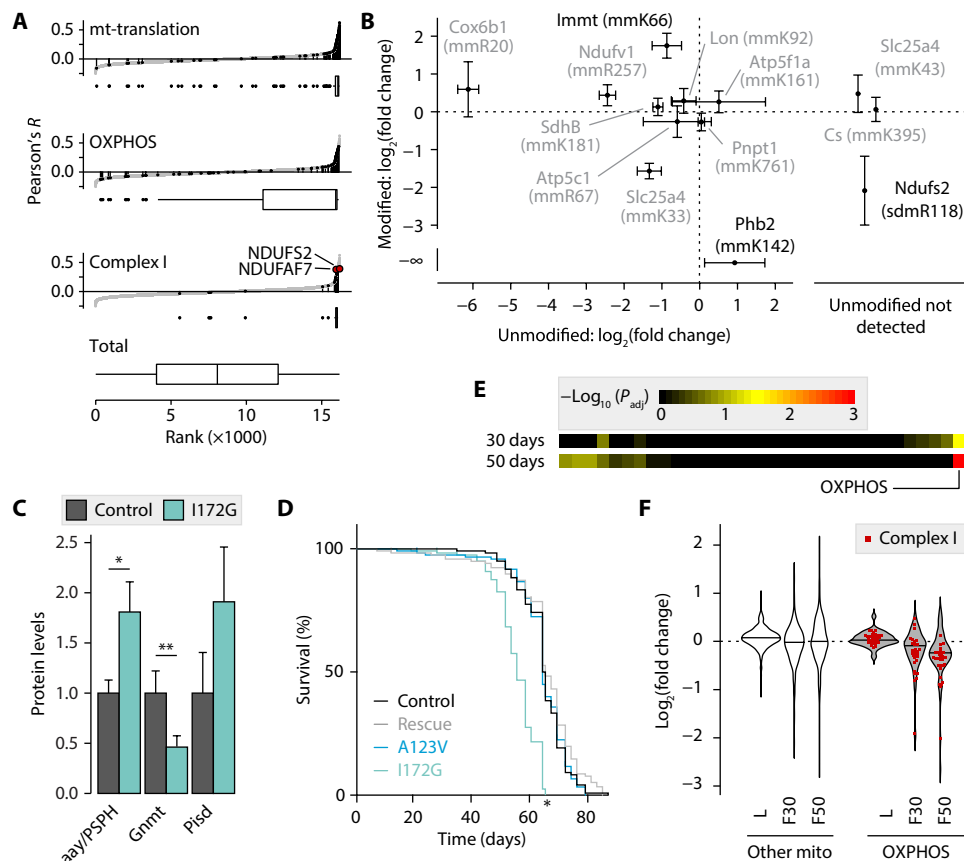 A
mt-translation
0.5
0.0
OXPHOS
0.5
0.0
Pearson's R
Complex I
NDUFS2
NDUFAF7
0.5
0.0
Total
0 5 10 15
Rank (×1000)
B
Modified: log2(fold change)
2
1
0
−1
−2
−3
−∞
Cox6b1
(mmR20)
Immt (mmK66)
Ndufv1
(mmR257)
Lon (mmK92)
Atp5f1a
(mmK161)
Slc25a4
(mmK43)
SdhB
(mmK181)
Cs (mmK395)
Pnpt1
(mmK761)
Atp5c1
(mmR67)
Slc25a4
(mmK33)
Ndufs2
(sdmR118)
Phb2
(mmK142)
−6 −5 −4 −3 −2 −1 0 1 2
Unmodified: log2(fold change)
Unmodified not
detected
E
−Log10 (Padj)
0 1 2 3
30 days
50 days
OXPHOS
C
Control I172G
Protein levels
2.5
2.0
1.5
1.0
0.5
0.0
*
**
aay/PSPH
Gnmt
Pisd
D
Survival (%)
100
50
0
Control
Rescue
A123V
I172G
*
0 20 40 60 80
Time (days)
F
Complex I
Log2(fold change)
2
1
0
−1
−2
−3
L F30 F50 L F30 F50
Other mito OXPHOS